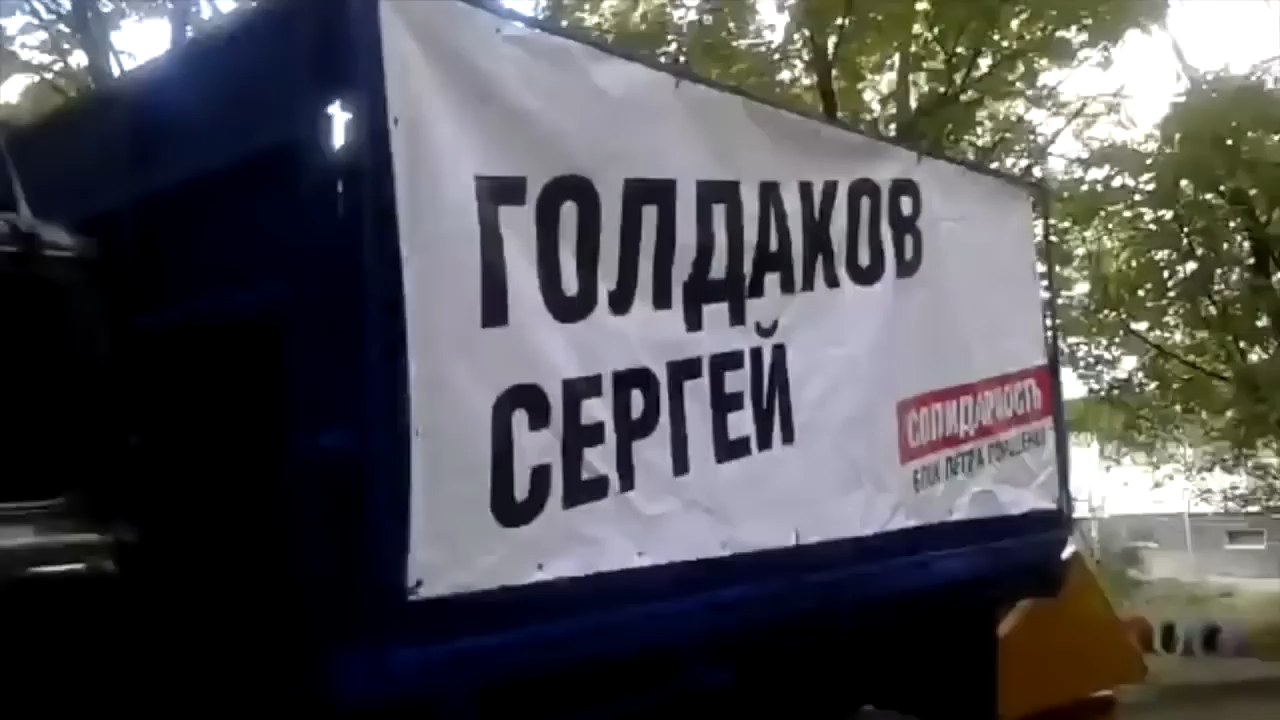 ГОЛДАКОВ
СЕРГЕЙ
СОЛИДАРНОСТЬ
БЛОК ПЕТРА ПОРОШЕНКО